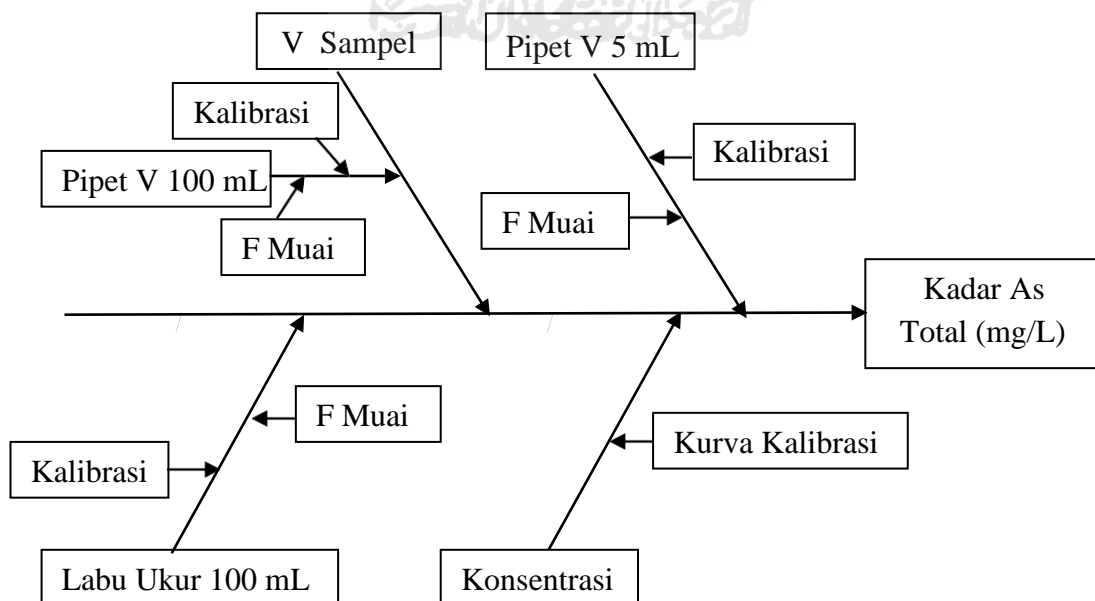 V Sampel
Pipet V 5 mL
Kalibrasi
Kalibrasi
Pipet V 100 mL
F Muai
F Muai
Kadar As
Total (mg/L)
F Muai
Kurva Kalibrasi
Kalibrasi
Labu Ukur 100 mL
Konsentrasi